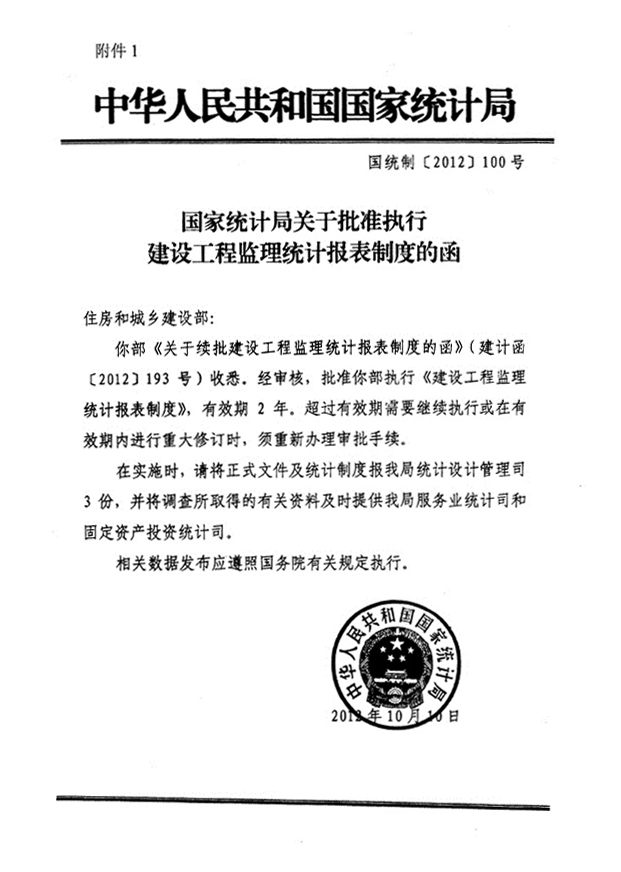 附件1
中华人民共和国国家统计局
国统制〔2012〕100号
国家统计局关于批准执行
建设工程监理统计报表制度的函
住房和城乡建设部：
你部《关于续批建设工程监理统计报表制度的函》（建计函
〔2012〕193 号）收悉。经审核，批准你部执行《建设工程监理
统计报表制度》，有效期 2 年。超过有效期需要继续执行或在有
效期内进行重大修订时，须重新办理审批手续。
在实施时，请将正式文件及统计制度报我局统计设计管理司
3 份，并将调查所取得的有关资料及时提供我局服务业统计司和
固定资产投资统计司。
相关数据发布应遵照国务院有关规定执行。
中华人民共和国国家统计局
2012年10月10日